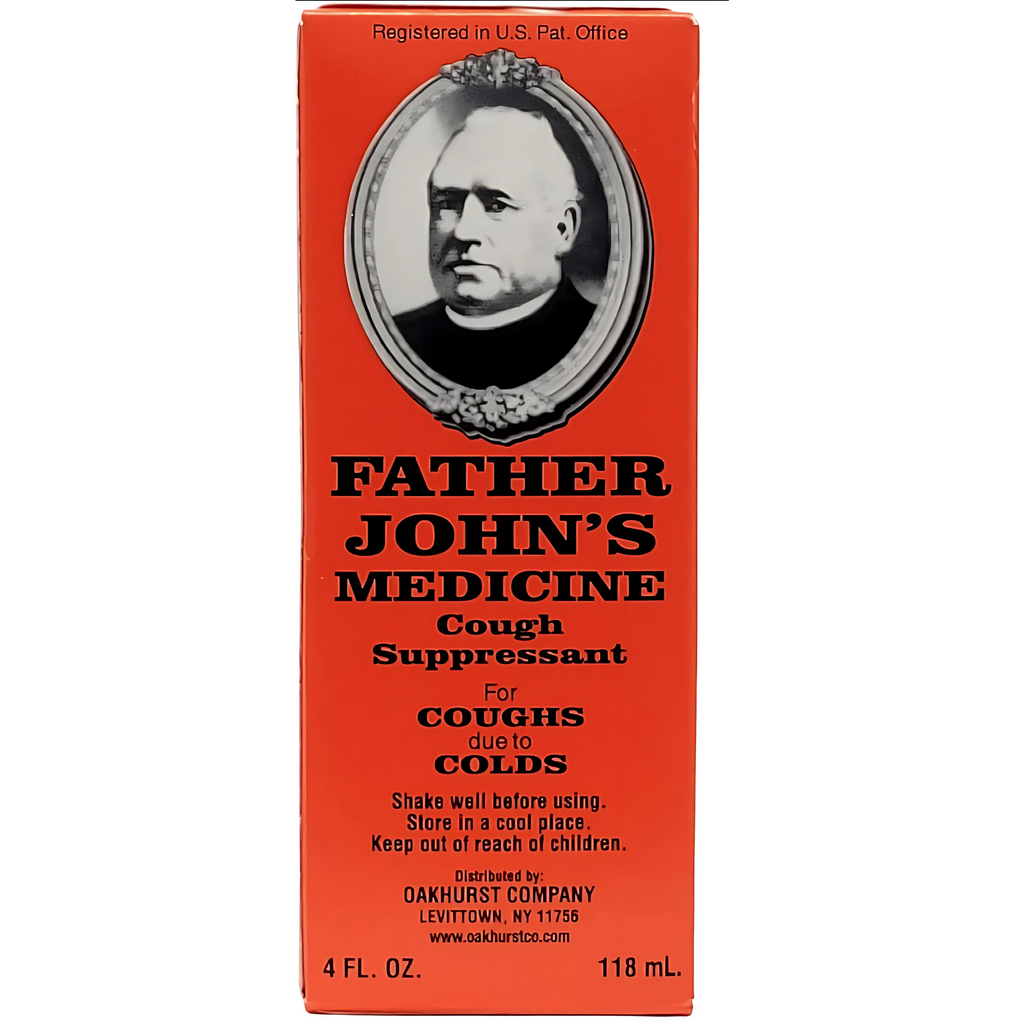 Registered in U.S. Pat. Office
FATHER
JOHN'S
MEDICINE
Cough
Suppressant
For
COUGHS
due to
COLDS
Shake well before using.
Store in a cool place.
Keep out of reach of children.
Distributed by:
OAKHURST COMPANY
LEVITTOWN, NY 11756
www.oakhurstco.com
4 FL. OZ. 118 mL.